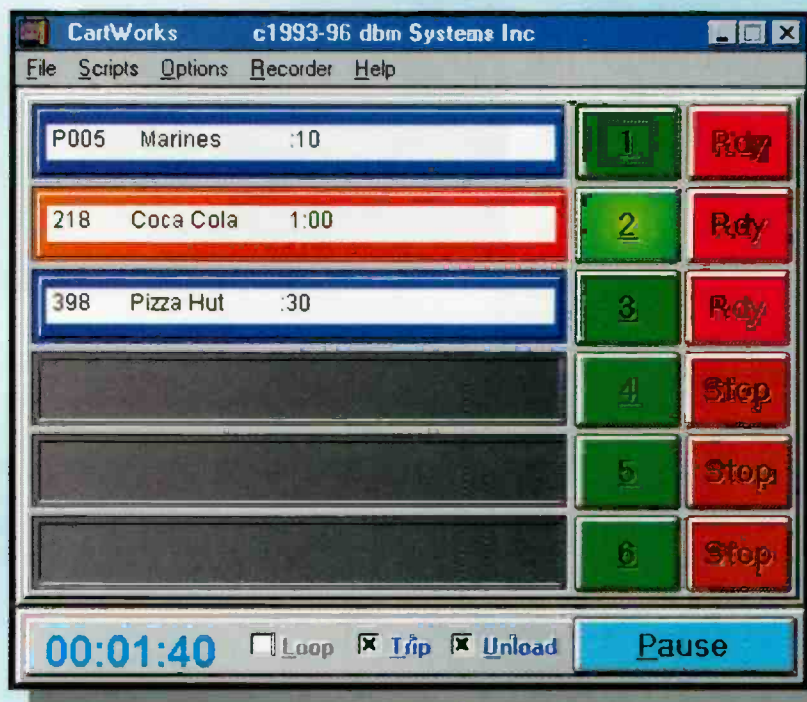 CartWorks c1993-96 dbm Systems Inc
File Scripts Options Recorder Help
P005 Marines :10 1 Rdy
218 Coca Cola 1:00 2 Rdy
398 Pizza Hut :30 3 Rdy
4 Stop
5 Stop
6 Stop
00:01:40 Loop Trip Unload Pause